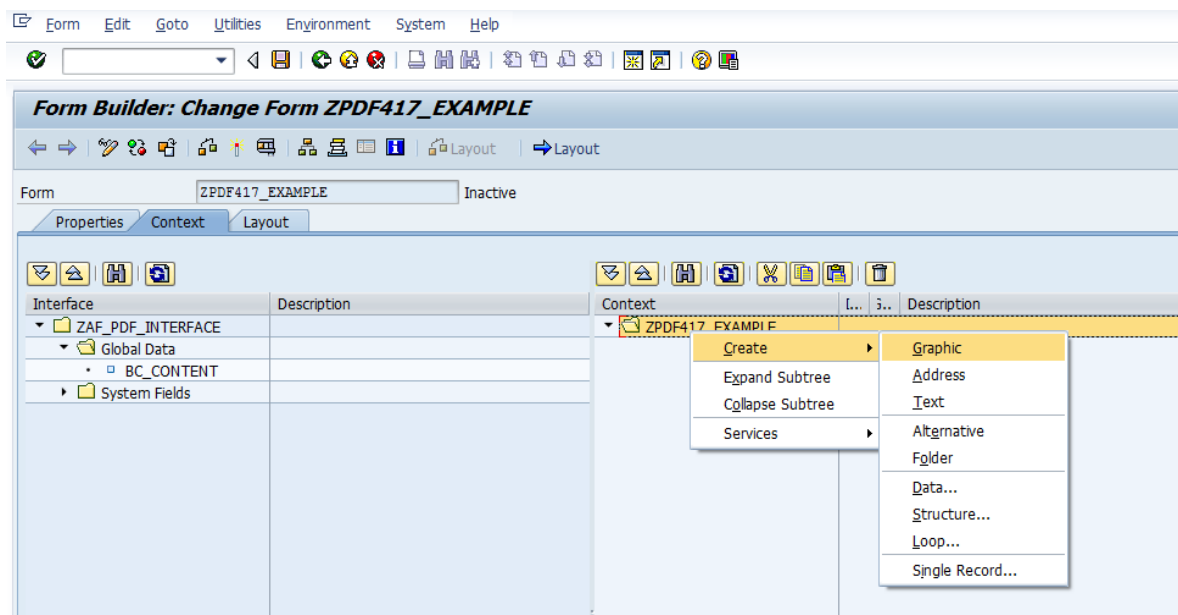 Form Edit Goto Utilities Environment System Help
Form Builder: Change Form ZPDF417_EXAMPLE
Layout Layout
Form ZPDF417_EXAMPLE Inactive
Properties Context Layout
Interface Description Context I... S... Description
ZAF_PDF_INTERFACE ZPDF417_EXAMPLE
Global Data Create Graphic
BC_CONTENT Expand Subtree Address
System Fields Collapse Subtree Text
Services Alternative
Folder
Data...
Structure...
Loop...
Single Record...